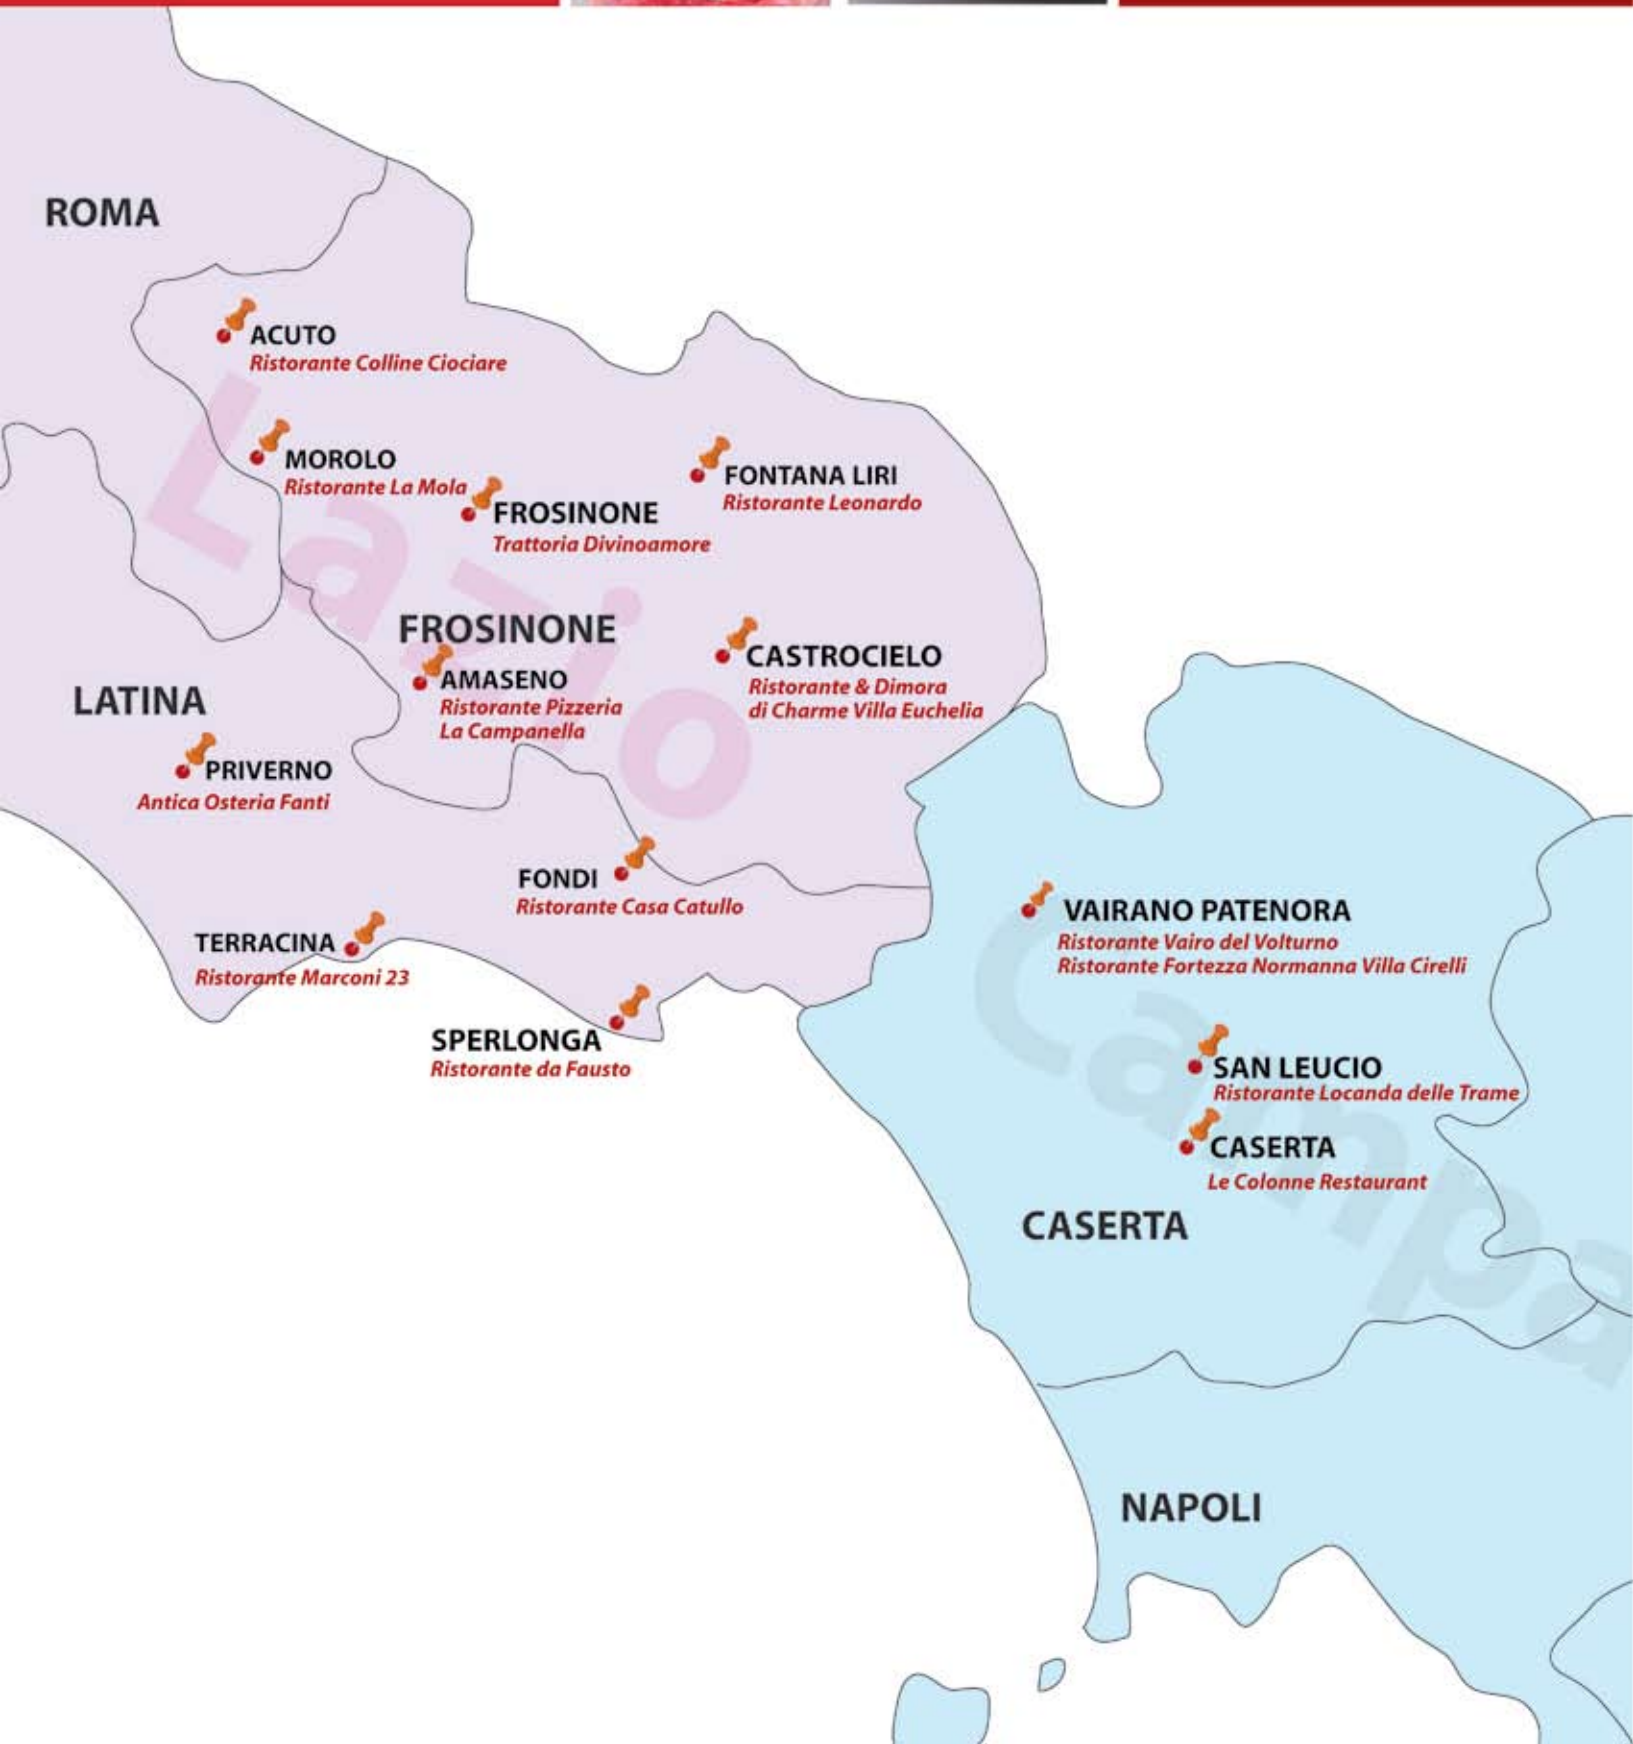 ROMA
ACUTO
Ristorante Colline Ciociare
MOROLO
Ristorante La Mola
FROSINONE
Trattoria Divinoamore
FONTANA LIRI
Ristorante Leonardo
Lazio
FROSINONE
AMASENO
Ristorante Pizzeria
La Campanella
CASTROCIELO
Ristorante & Dimora
di Charme Villa Euchelia
LATINA
PRIVERNO
Antica Osteria Fanti
FONDI
Ristorante Casa Catullo
TERRACINA
Ristorante Marconi 23
SPERLONGA
Ristorante da Fausto
VAIRANO PATENORA
Ristorante Vairo del Volturno
Ristorante Fortezza Normanna Villa Cirelli
SAN LEUCIO
Ristorante Locanda delle Trame
CASERTA
Le Colonne Restaurant
Campa
CASERTA
NAPOLI